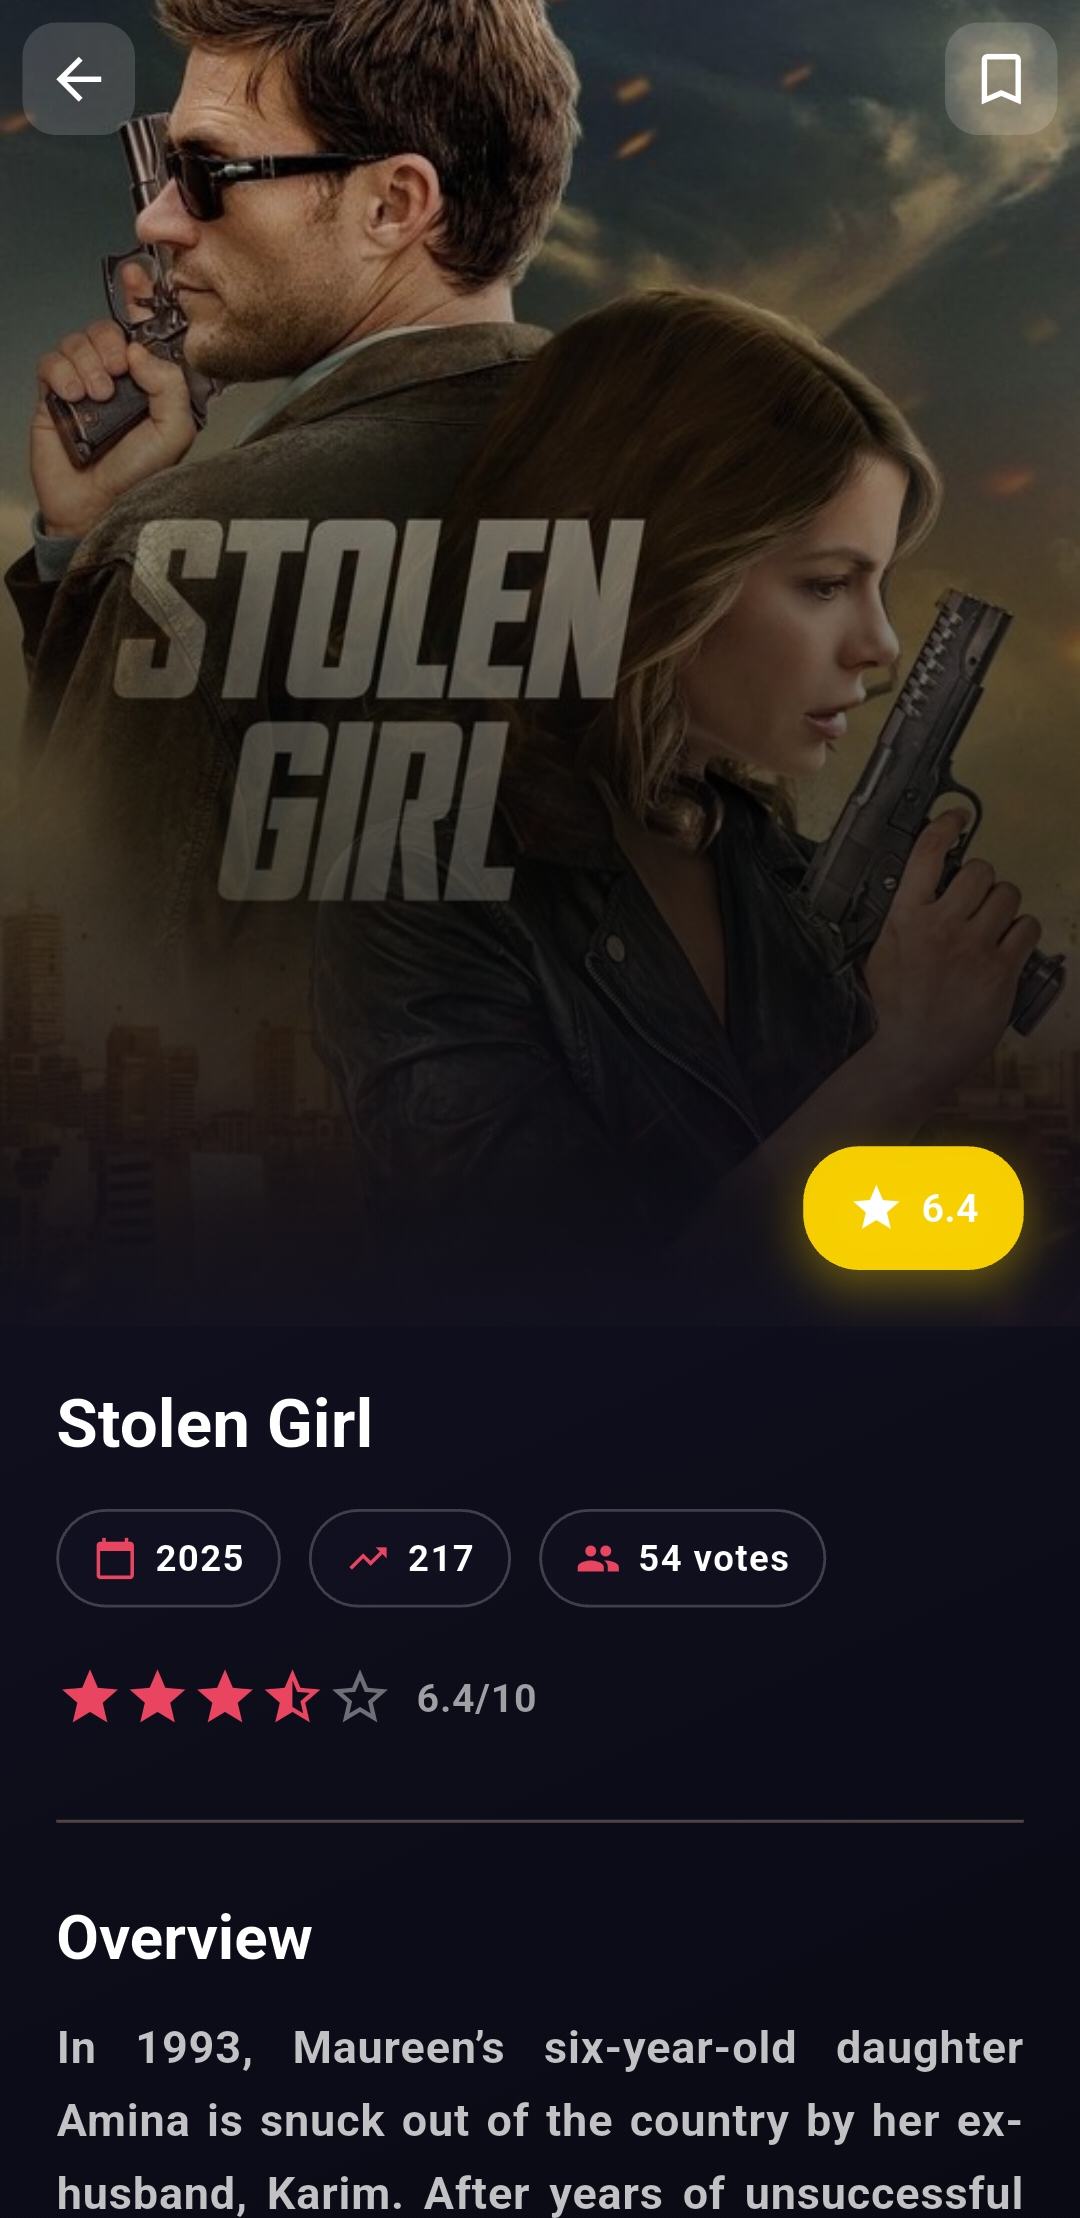 STOLEN
GIRL
6.4
Stolen Girl
2025
217
54 votes
6.4/10
Overview
In 1993, Maureen’s six-year-old daughter
Amina is snuck out of the country by her ex-
husband, Karim. After years of unsuccessful